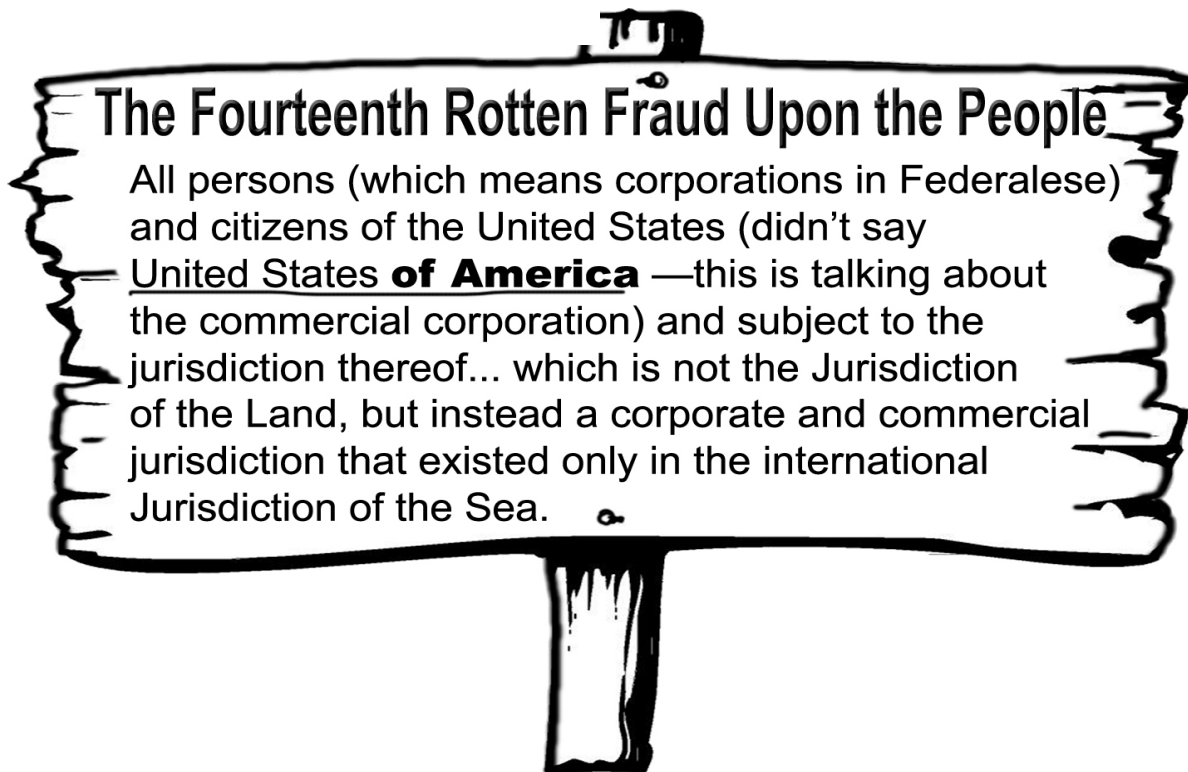 The Fourteenth Rotten Fraud Upon the People
All persons (which means corporations in Federalese)
and citizens of the United States (didn’t say
United States of America —this is talking about
the commercial corporation) and subject to the
jurisdiction thereof... which is not the Jurisdiction
of the Land, but instead a corporate and commercial
jurisdiction that existed only in the international
Jurisdiction of the Sea.